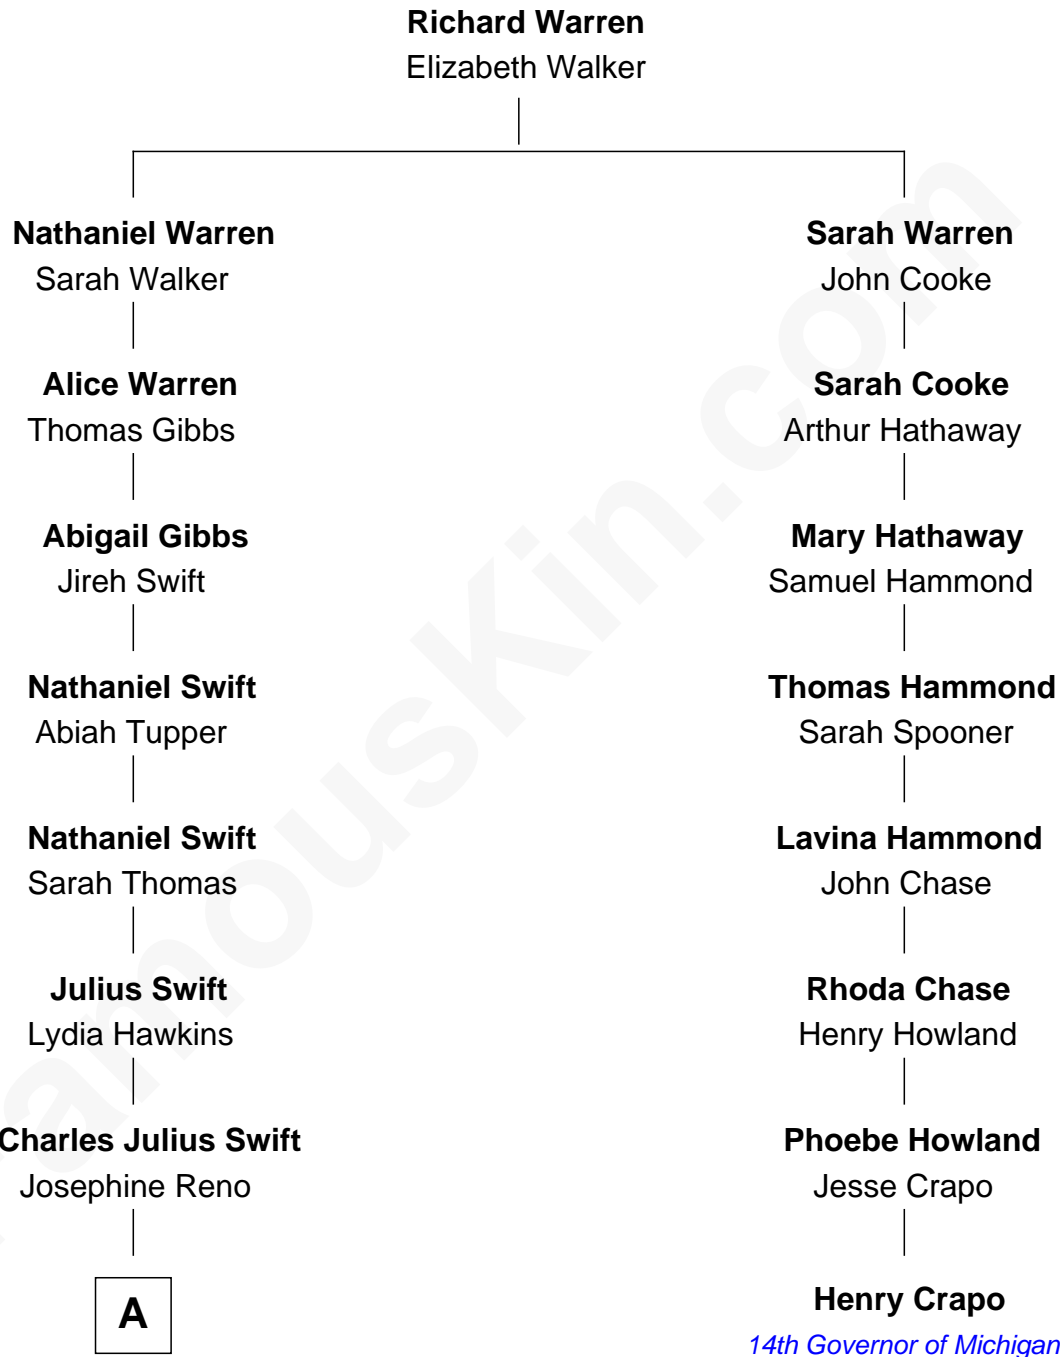 Richard Warren
Elizabeth Walker
Nathaniel Warren
Sarah Walker
Sarah Warren
John Cooke
Alice Warren
Thomas Gibbs
Sarah Cooke
Arthur Hathaway
Abigail Gibbs
Jireh Swift
Mary Hathaway
Samuel Hammond
Nathaniel Swift
Abiah Tupper
Thomas Hammond
Sarah Spooner
Nathaniel Swift
Sarah Thomas
Lavina Hammond
John Chase
Julius Swift
Lydia Hawkins
Rhoda Chase
Henry Howland
Charles Julius Swift
Josephine Reno
Phoebe Howland
Jesse Crapo
A
Henry Crapo
14th Governor of Michigan
FamousKin.com